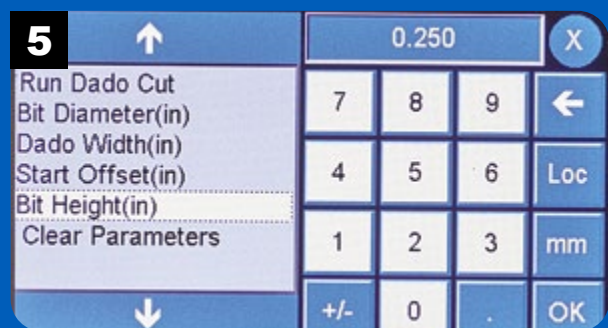 5
0.250 X
Run Dado Cut
Bit Diameter(in)
Dado Width(in)
Start Offset(in)
Bit Height(in)
Clear Parameters
7 8 9
4 5 6 Loc
1 2 3 mm
+/- 0 . OK